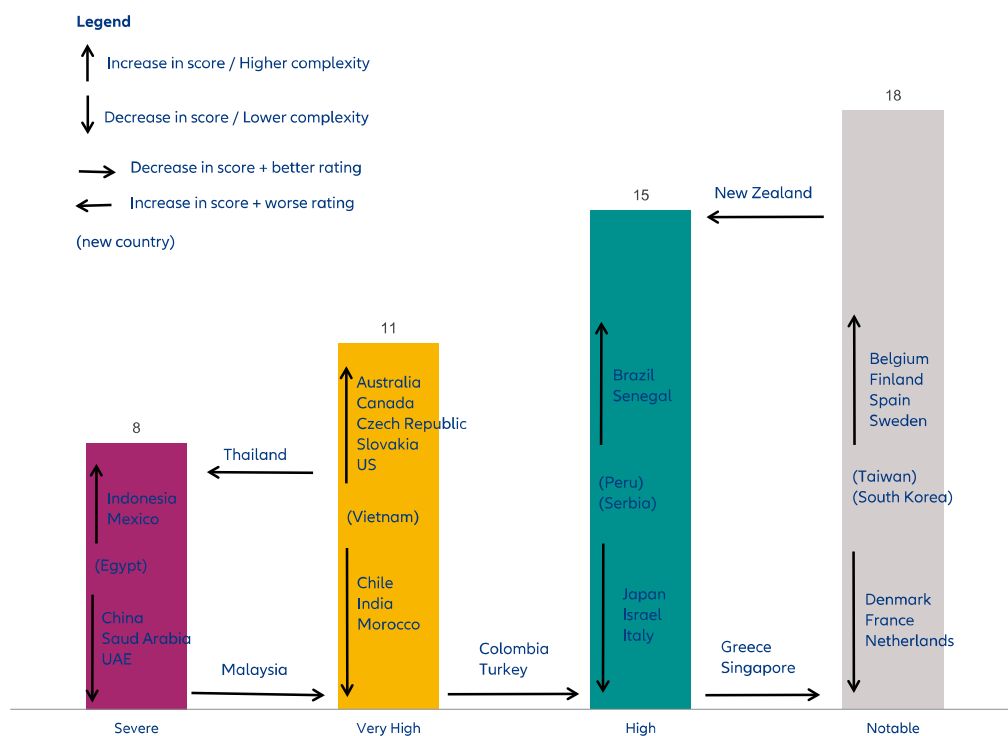 Legend
Increase in score / Higher complexity
Decrease in score / Lower complexity
Decrease in score + better rating
Increase in score + worse rating
(new country)
8
Indonesia
Mexico
(Egypt)
China
Saud Arabia
UAE
Thailand
Malaysia
11
Australia
Canada
Czech Republic
Slovakia
US
(Vietnam)
Chile
India
Morocco
Colombia
Turkey
15
Brazil
Senegal
(Peru)
(Serbia)
Japan
Israel
Italy
New Zealand
Greece
Singapore
18
Belgium
Finland
Spain
Sweden
(Taiwan)
(South Korea)
Denmark
France
Netherlands
Severe
Very High
High
Notable